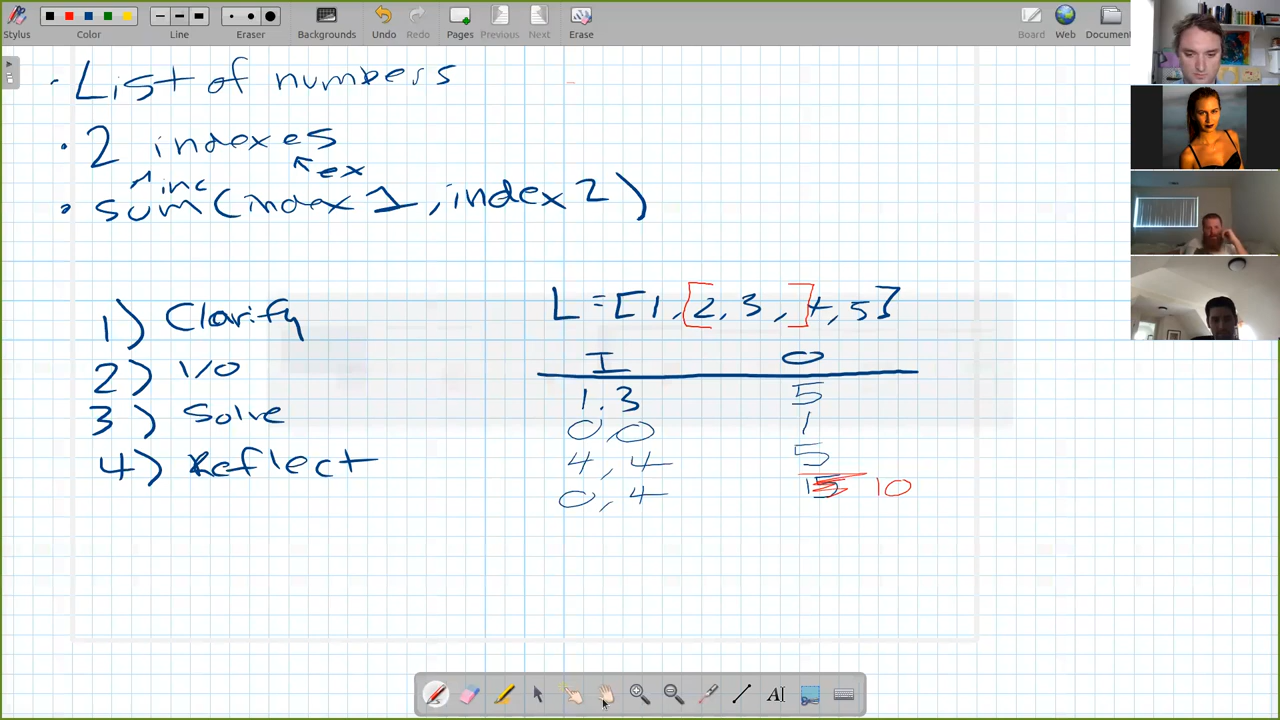 Stylus
Color
Line
Eraser
Backgrounds
Undo
Redo
Pages
Previous
Next
Erase
Board
Web
Document
• List of numbers
• 2 indexes
inc
ex
• sum(index 1, index 2)
1) Clarify
2) I/O
3) Solve
4) Reflect
L = [1, [2, 3, ]4, 5]
I O
1. 3 5
0, 0 1
4, 4 5
0, 4 15 10
AI